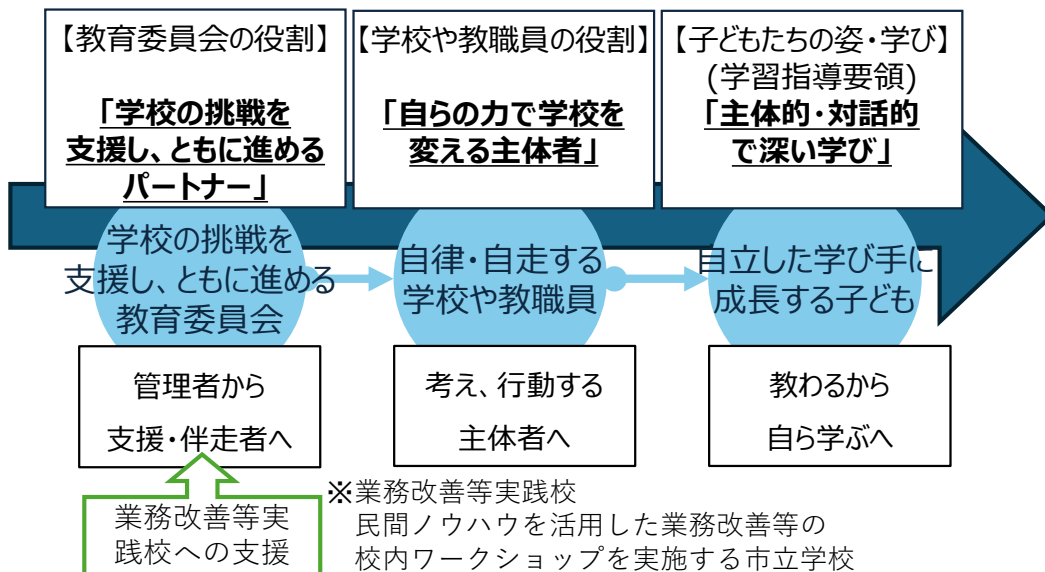 【教育委員会の役割】
「学校の挑戦を
支援し、ともに進める
パートナー」
【学校や教職員の役割】
「自らの力で学校を
変える主体者」
【子どもたちの姿・学び】
(学習指導要領)
「主体的・対話的
で深い学び」
学校の挑戦を
支援し、ともに進める
教育委員会
自律・自走する
学校や教職員
自立した学び手に
成長する子ども
管理者から
支援・伴走者へ
考え、行動する
主体者へ
教わるから
自ら学ぶへ
業務改善等実
践校への支援
※業務改善等実践校
民間ノウハウを活用した業務改善等の
校内ワークショップを実施する市立学校